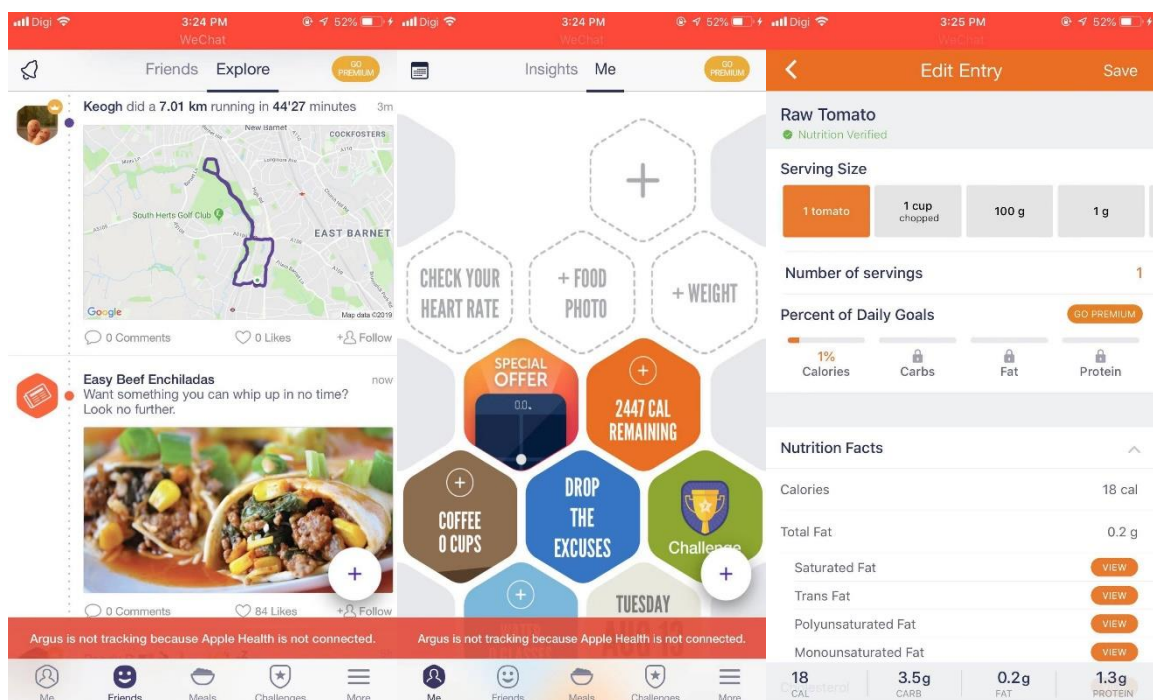 Digi
3:24 PM
52%
WeChat
Friends Explore
GO PREMIUM
Keogh did a 7.01 km running in 44'27 minutes 3m
New Barnet
COCKFOSTERS
South Herts Golf Club
EAST BARNET
Google
Map data ©2019
0 Comments 0 Likes + Follow
Easy Beef Enchiladas now
Want something you can whip up in no time?
Look no further.
0 Comments 84 Likes + Follow
Argus is not tracking because Apple Health is not connected.
Me Friends Meals Challenges More
Digi
3:24 PM
52%
WeChat
Insights Me
GO PREMIUM
+
CHECK YOUR
HEART RATE
+ FOOD
PHOTO
+ WEIGHT
SPECIAL
OFFER
0.0
+
2447 CAL
REMAINING
+
COFFEE
0 CUPS
DROP
THE
EXCUSES
Challenge
+
TUESDAY
AUG 13
Argus is not tracking because Apple Health is not connected.
Me Friends Meals Challenges More
Digi
3:25 PM
52%
WeChat
Edit Entry Save
Raw Tomato
Nutrition Verified
Serving Size
1 tomato
1 cup
chopped
100 g
1 g
Number of servings 1
Percent of Daily Goals GO PREMIUM
1%
Calories Carbs Fat Protein
Nutrition Facts
Calories 18 cal
Total Fat 0.2 g
Saturated Fat VIEW
Trans Fat VIEW
Polyunsaturated Fat VIEW
Monounsaturated Fat VIEW
18 3.5g 0.2g 1.3g
CAL CARB FAT PROTEIN